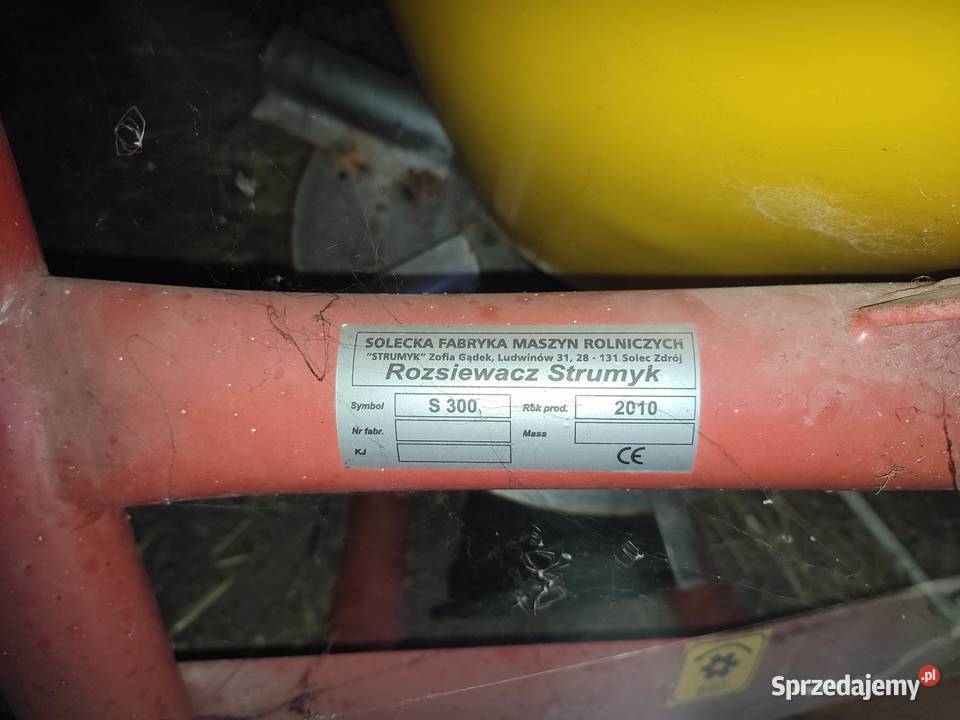 SOLECKA FABRYKA MASZYN ROLNICZYCH
"STRUMYK" Zofia Gądek, Ludwinów 31, 28 - 131 Solec Zdrój
Rozsiewacz Strumyk
Symbol S 300 Rok prod. 2010
Nr fabr. Masa
KJ CE
540
Sprzedajemy.pl